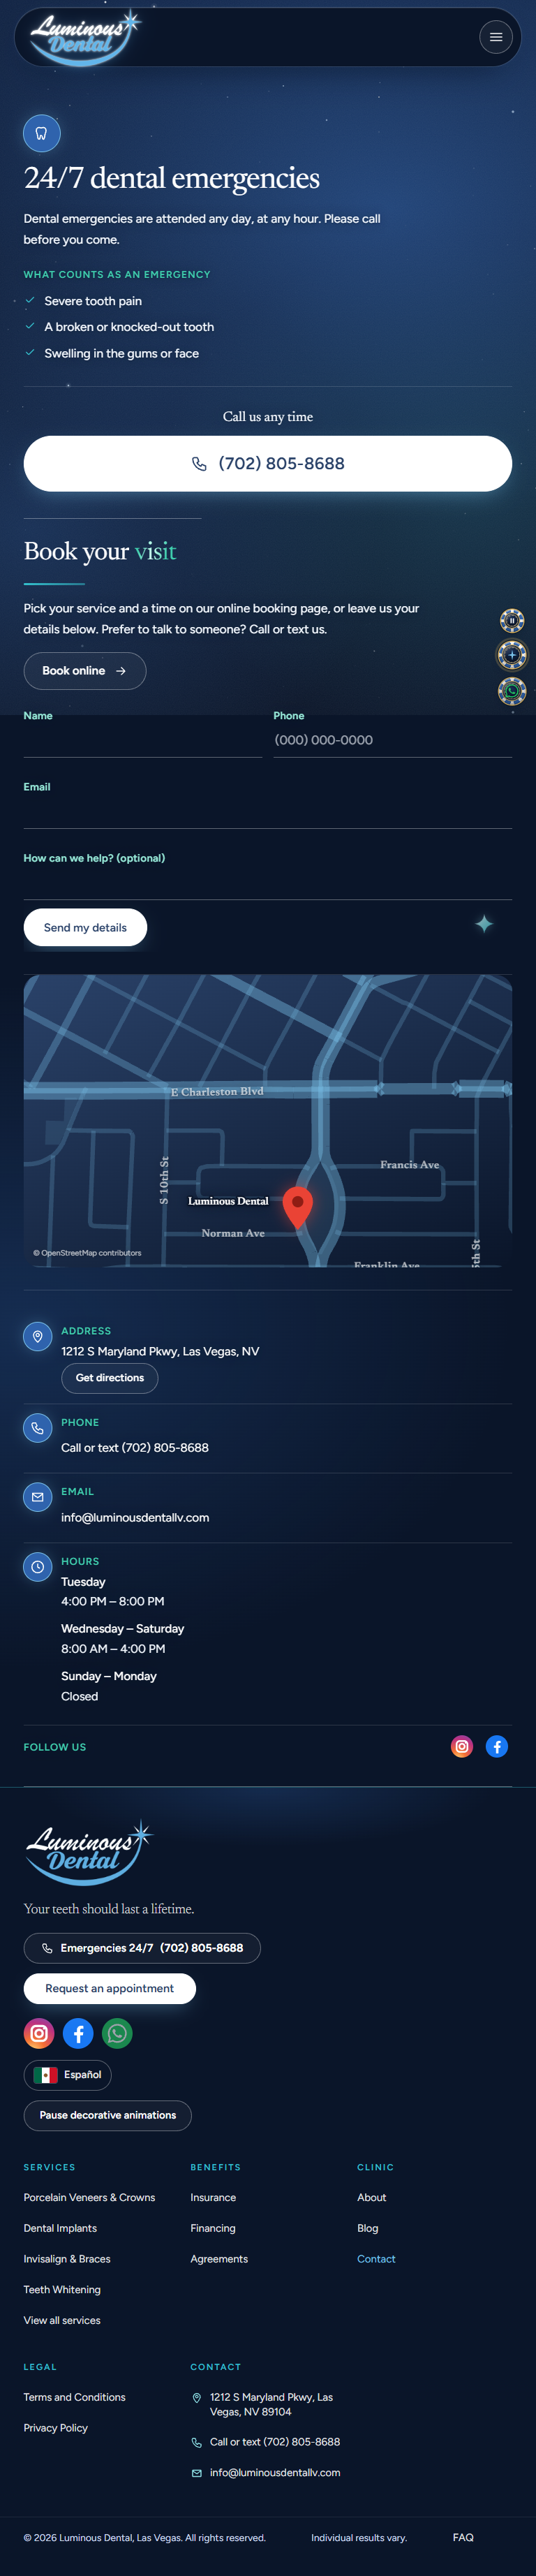 Luminous
Dental
24/7 dental emergencies
Dental emergencies are attended any day, at any hour. Please call
before you come.
WHAT COUNTS AS AN EMERGENCY
Severe tooth pain
A broken or knocked-out tooth
Swelling in the gums or face
Call us any time
(702) 805-8688
Book your visit
Pick your service and a time on our online booking page, or leave us your
details below. Prefer to talk to someone? Call or text us.
Book online
Name
Phone
(000) 000-0000
Email
How can we help? (optional)
Send my details
E Charleston Blvd
S 10th St
Francis Ave
Luminous Dental
Norman Ave
Franklin Ave
5th St
© OpenStreetMap contributors
ADDRESS
1212 S Maryland Pkwy, Las Vegas, NV
Get directions
PHONE
Call or text (702) 805-8688
EMAIL
info@luminousdentallv.com
HOURS
Tuesday
4:00 PM – 8:00 PM
Wednesday – Saturday
8:00 AM – 4:00 PM
Sunday – Monday
Closed
FOLLOW US
Luminous
Dental
Your teeth should last a lifetime.
Emergencies 24/7 (702) 805-8688
Request an appointment
Español
Pause decorative animations
SERVICES
Porcelain Veneers & Crowns
Dental Implants
Invisalign & Braces
Teeth Whitening
View all services
BENEFITS
Insurance
Financing
Agreements
CLINIC
About
Blog
Contact
LEGAL
Terms and Conditions
Privacy Policy
CONTACT
1212 S Maryland Pkwy, Las
Vegas, NV 89104
Call or text (702) 805-8688
info@luminousdentallv.com
© 2026 Luminous Dental, Las Vegas. All rights reserved.
Individual results vary.
FAQ